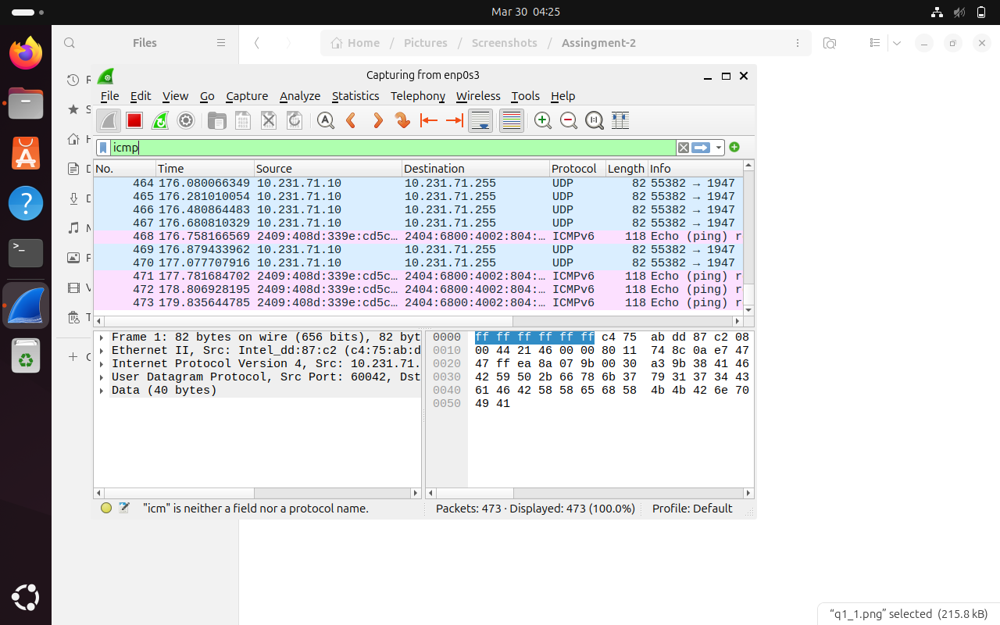 Mar 30 04:25
Files
Home / Pictures / Screenshots / Assingment-2
Capturing from enp0s3
File Edit View Go Capture Analyze Statistics Telephony Wireless Tools Help
icmp
No. Time Source Destination Protocol Length Info
464 176.080066349 10.231.71.10 10.231.71.255 UDP 82 55382 → 1947
465 176.281010054 10.231.71.10 10.231.71.255 UDP 82 55382 → 1947
466 176.480864483 10.231.71.10 10.231.71.255 UDP 82 55382 → 1947
467 176.680810329 10.231.71.10 10.231.71.255 UDP 82 55382 → 1947
468 176.758166569 2409:408d:339e:cd5c… 2404:6800:4002:804:… ICMPv6 118 Echo (ping) r
469 176.879433962 10.231.71.10 10.231.71.255 UDP 82 55382 → 1947
470 177.077707916 10.231.71.10 10.231.71.255 UDP 82 55382 → 1947
471 177.781684702 2409:408d:339e:cd5c… 2404:6800:4002:804:… ICMPv6 118 Echo (ping) r
472 178.806928195 2409:408d:339e:cd5c… 2404:6800:4002:804:… ICMPv6 118 Echo (ping) r
473 179.835644785 2409:408d:339e:cd5c… 2404:6800:4002:804:… ICMPv6 118 Echo (ping) r
Frame 1: 82 bytes on wire (656 bits), 82 byt
Ethernet II, Src: Intel_dd:87:c2 (c4:75:ab:d
Internet Protocol Version 4, Src: 10.231.71.
User Datagram Protocol, Src Port: 60042, Dst
Data (40 bytes)
0000 ff ff ff ff ff ff c4 75 ab dd 87 c2 08
0010 00 44 21 46 00 00 80 11 74 8c 0a e7 47
0020 47 ff ea 8a 07 9b 00 30 a3 9b 38 41 46
0030 42 59 50 2b 66 78 6b 37 79 31 37 34 43
0040 61 46 42 58 58 65 68 58 4b 4b 42 6e 70
0050 49 41
"icm" is neither a field nor a protocol name.
Packets: 473 · Displayed: 473 (100.0%)
Profile: Default
“q1_1.png” selected (215.8 kB)